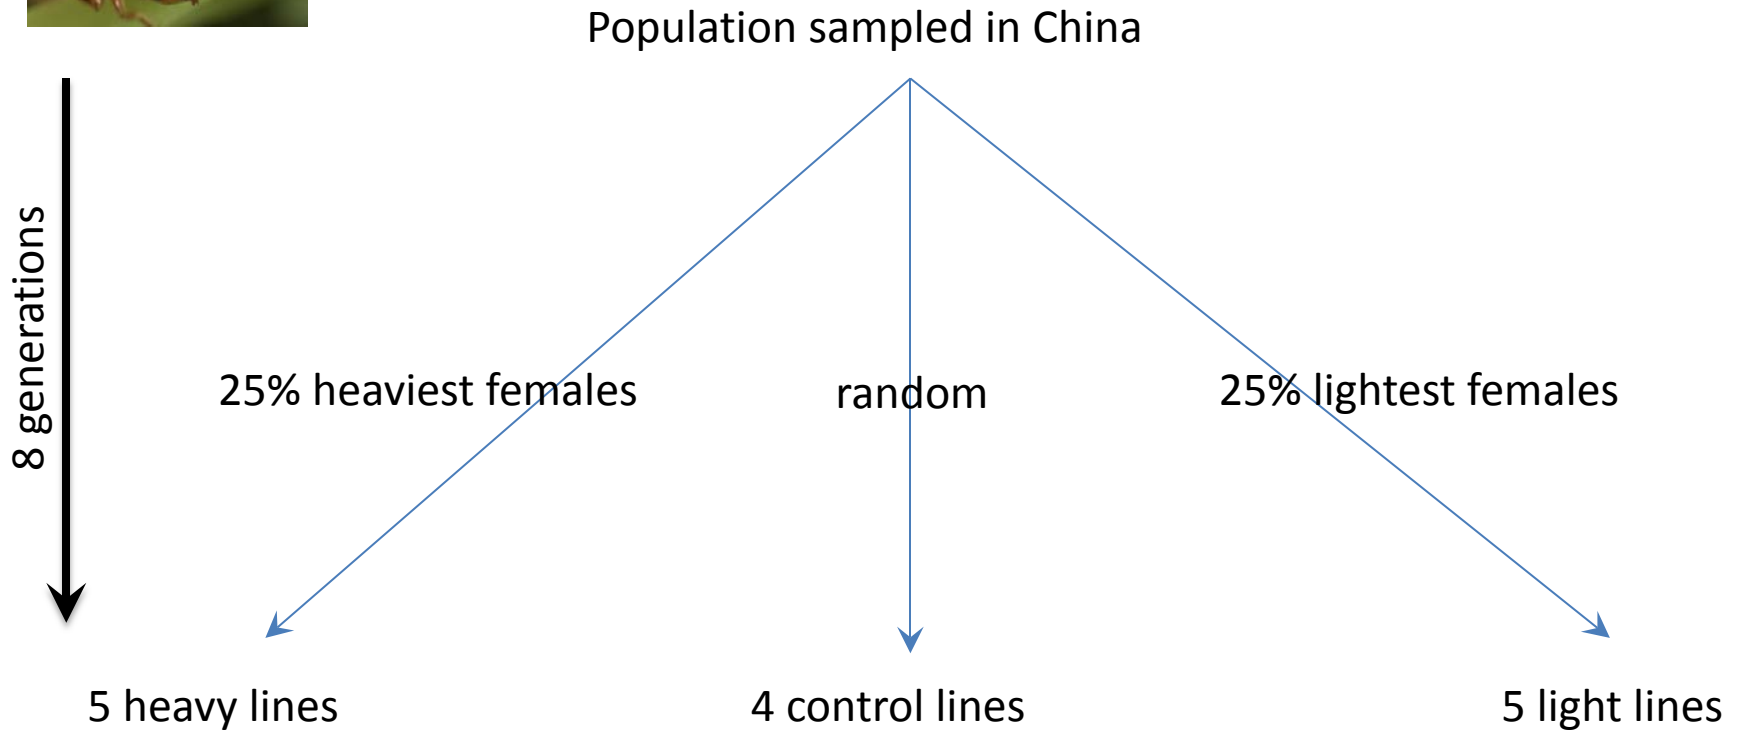 Population sampled in China
8 generations
25% heaviest females
random
25% lightest females
5 heavy lines
4 control lines
5 light lines